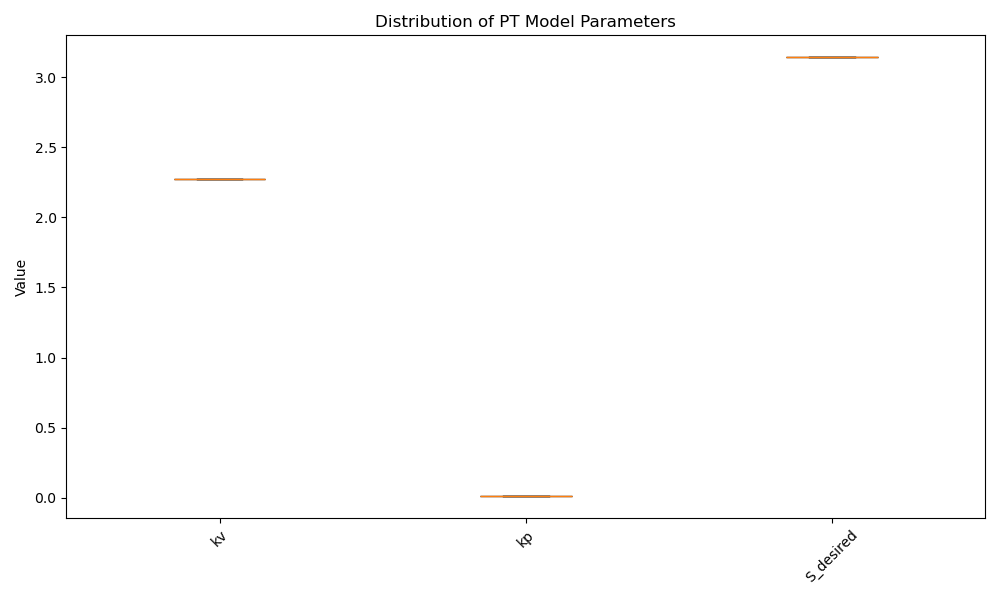 Distribution of PT Model Parameters
Value
3.0
2.5
2.0
1.5
1.0
0.5
0.0
kv
kp
S_desired